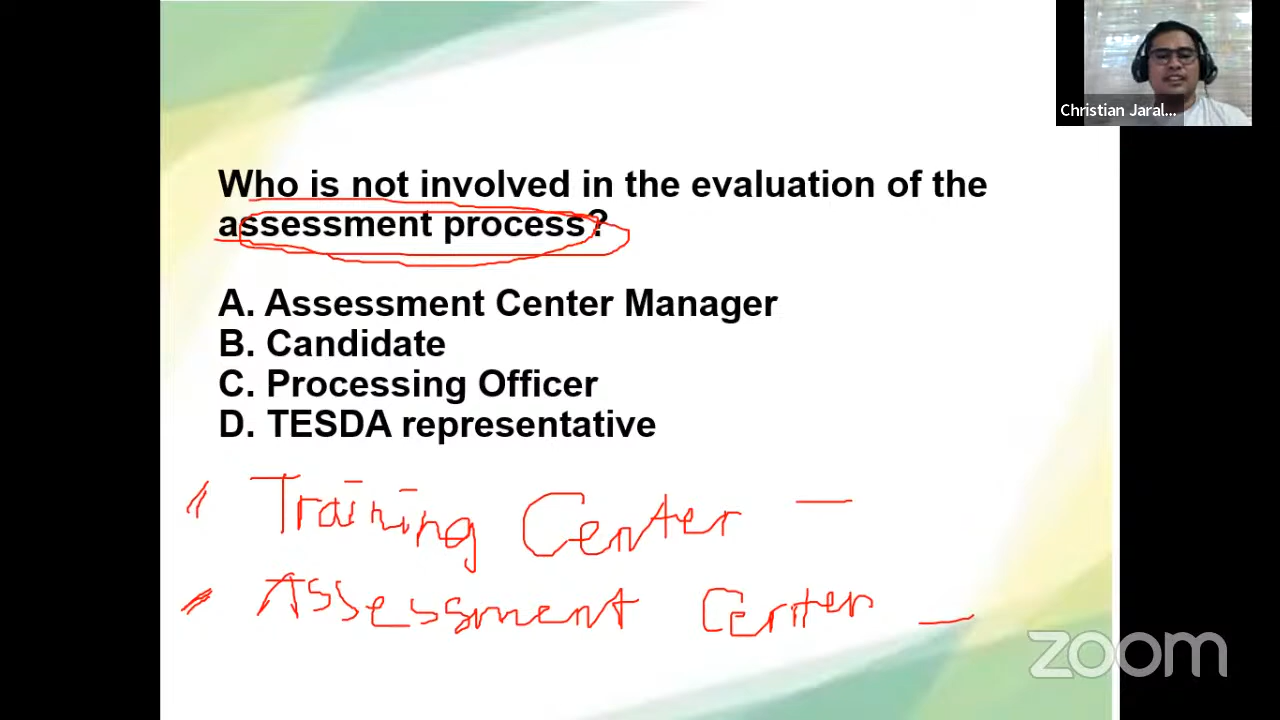 Christian Jaral...
Who is not involved in the evaluation of the
assessment process?
A. Assessment Center Manager
B. Candidate
C. Processing Officer
D. TESDA representative
Training Center —
Assessment Center —
zoom